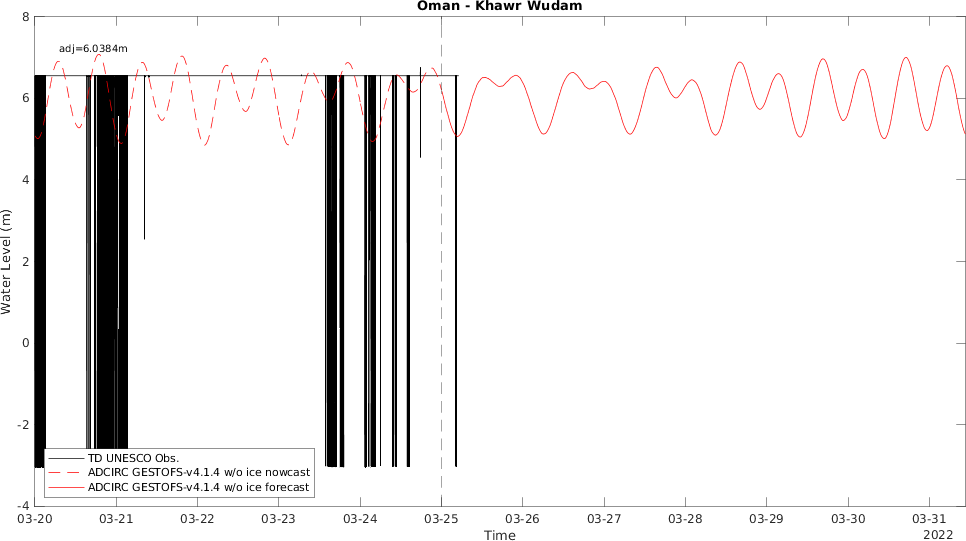 Oman - Khawr Wudam
adj=6.0384m
8
6
4
2
0
-2
-4
Water Level (m)
TD UNESCO Obs.
ADCIRC GESTOFS-v4.1.4 w/o ice nowcast
ADCIRC GESTOFS-v4.1.4 w/o ice forecast
03-20 03-21 03-22 03-23 03-24 03-25 03-26 03-27 03-28 03-29 03-30 03-31
Time
2022